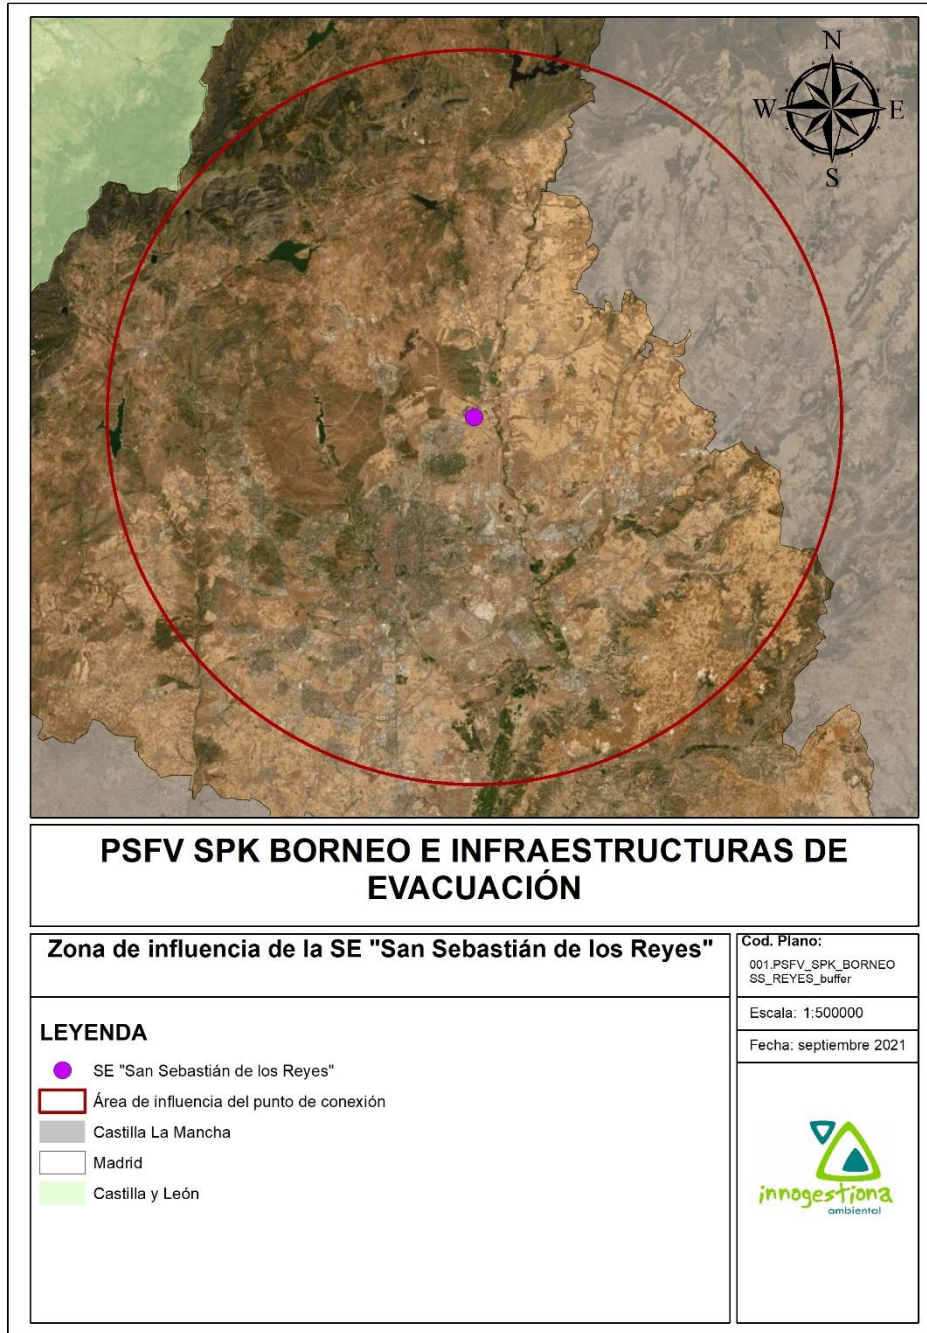 N
W
E
S
PSFV SPK BORNEO E INFRAESTRUCTURAS DE
EVACUACIÓN
Zona de influencia de la SE "San Sebastián de los Reyes"
Cod. Plano:
001.PSFV_SPK_BORNEO
SS_REYES_buffer
Escala: 1:500000
Fecha: septiembre 2021
LEYENDA
SE "San Sebastián de los Reyes"
Área de influencia del punto de conexión
Castilla La Mancha
Madrid
Castilla y León
innogestiona
ambiental